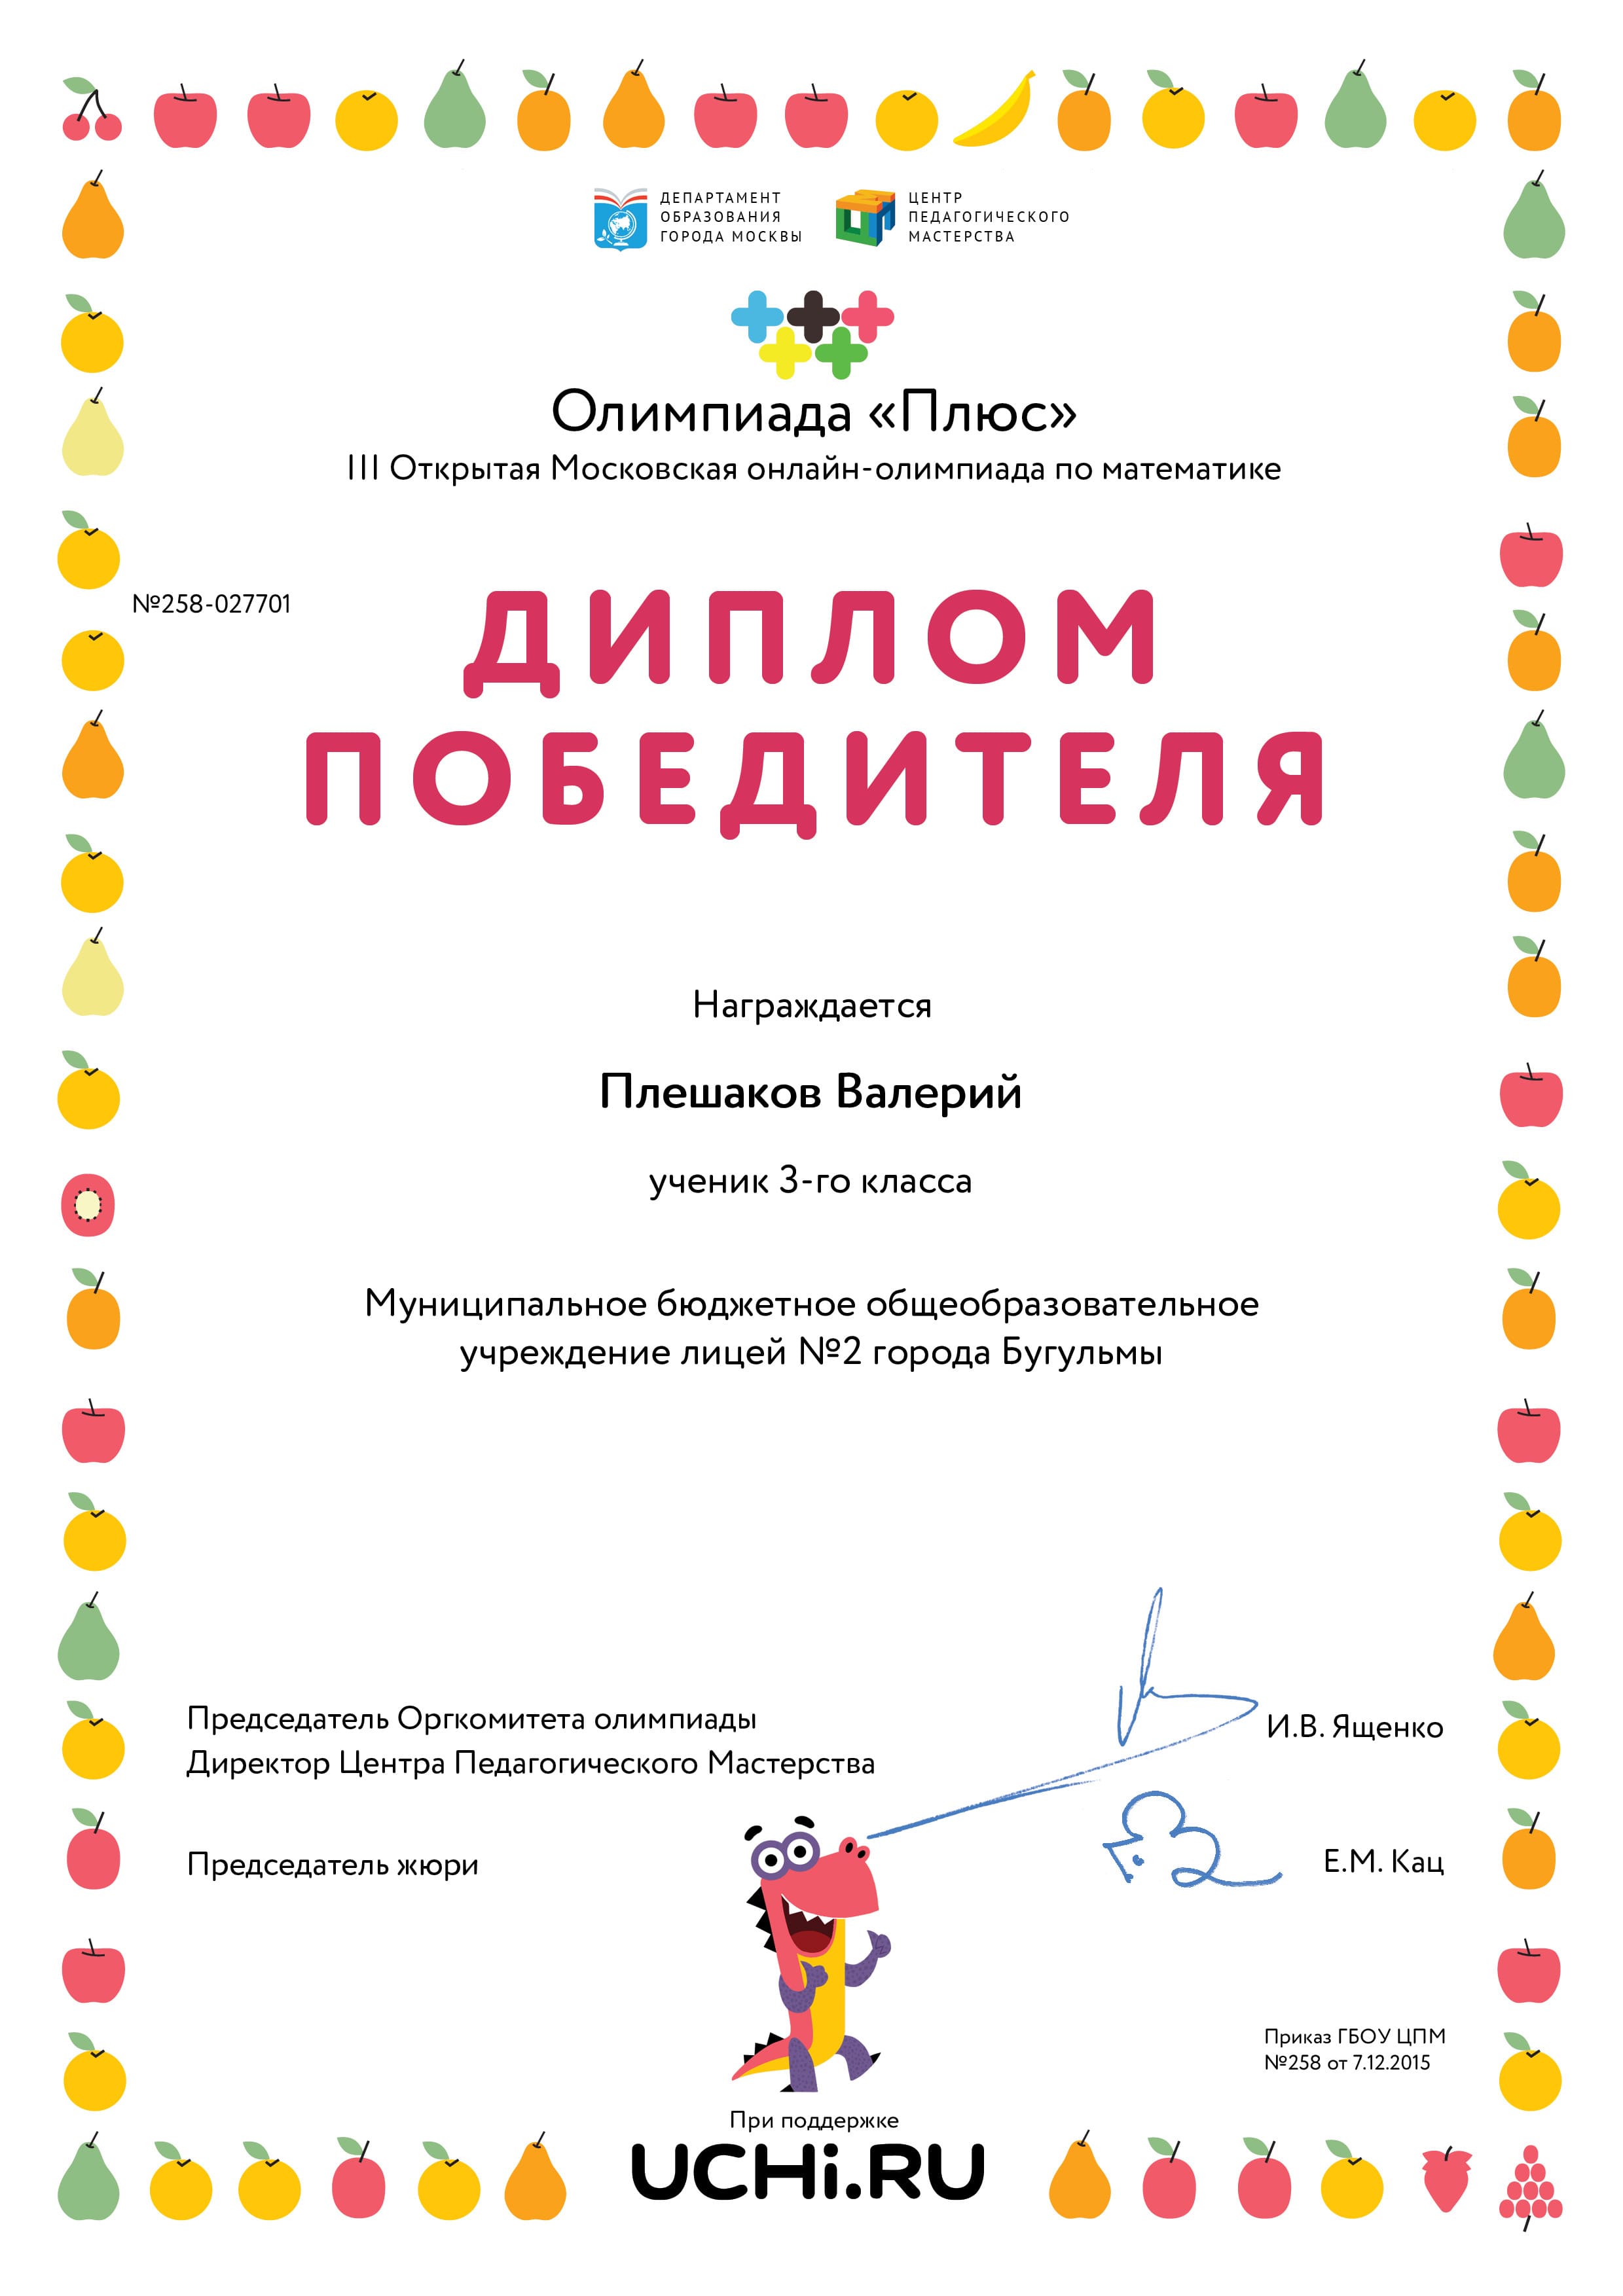 ДЕПАРТАМЕНТ
ОБРАЗОВАНИЯ
ГОРОДА МОСКВЫ
ЦЕНТР
ПЕДАГОГИЧЕСКОГО
МАСТЕРСТВА
Олимпиада «Плюс»
III Открытая Московская онлайн-олимпиада по математике
№258-027701
ДИПЛОМ
ПОБЕДИТЕЛЯ
Награждается
Плешаков Валерий
ученик 3-го класса
Муниципальное бюджетное общеобразовательное
учреждение лицей №2 города Бугульмы
Председатель Оргкомитета олимпиады
Директор Центра Педагогического Мастерства
И.В. Ященко
Председатель жюри
Е.М. Кац
Приказ ГБОУ ЦПМ
№258 от 7.12.2015
При поддержке
UCHi.RU